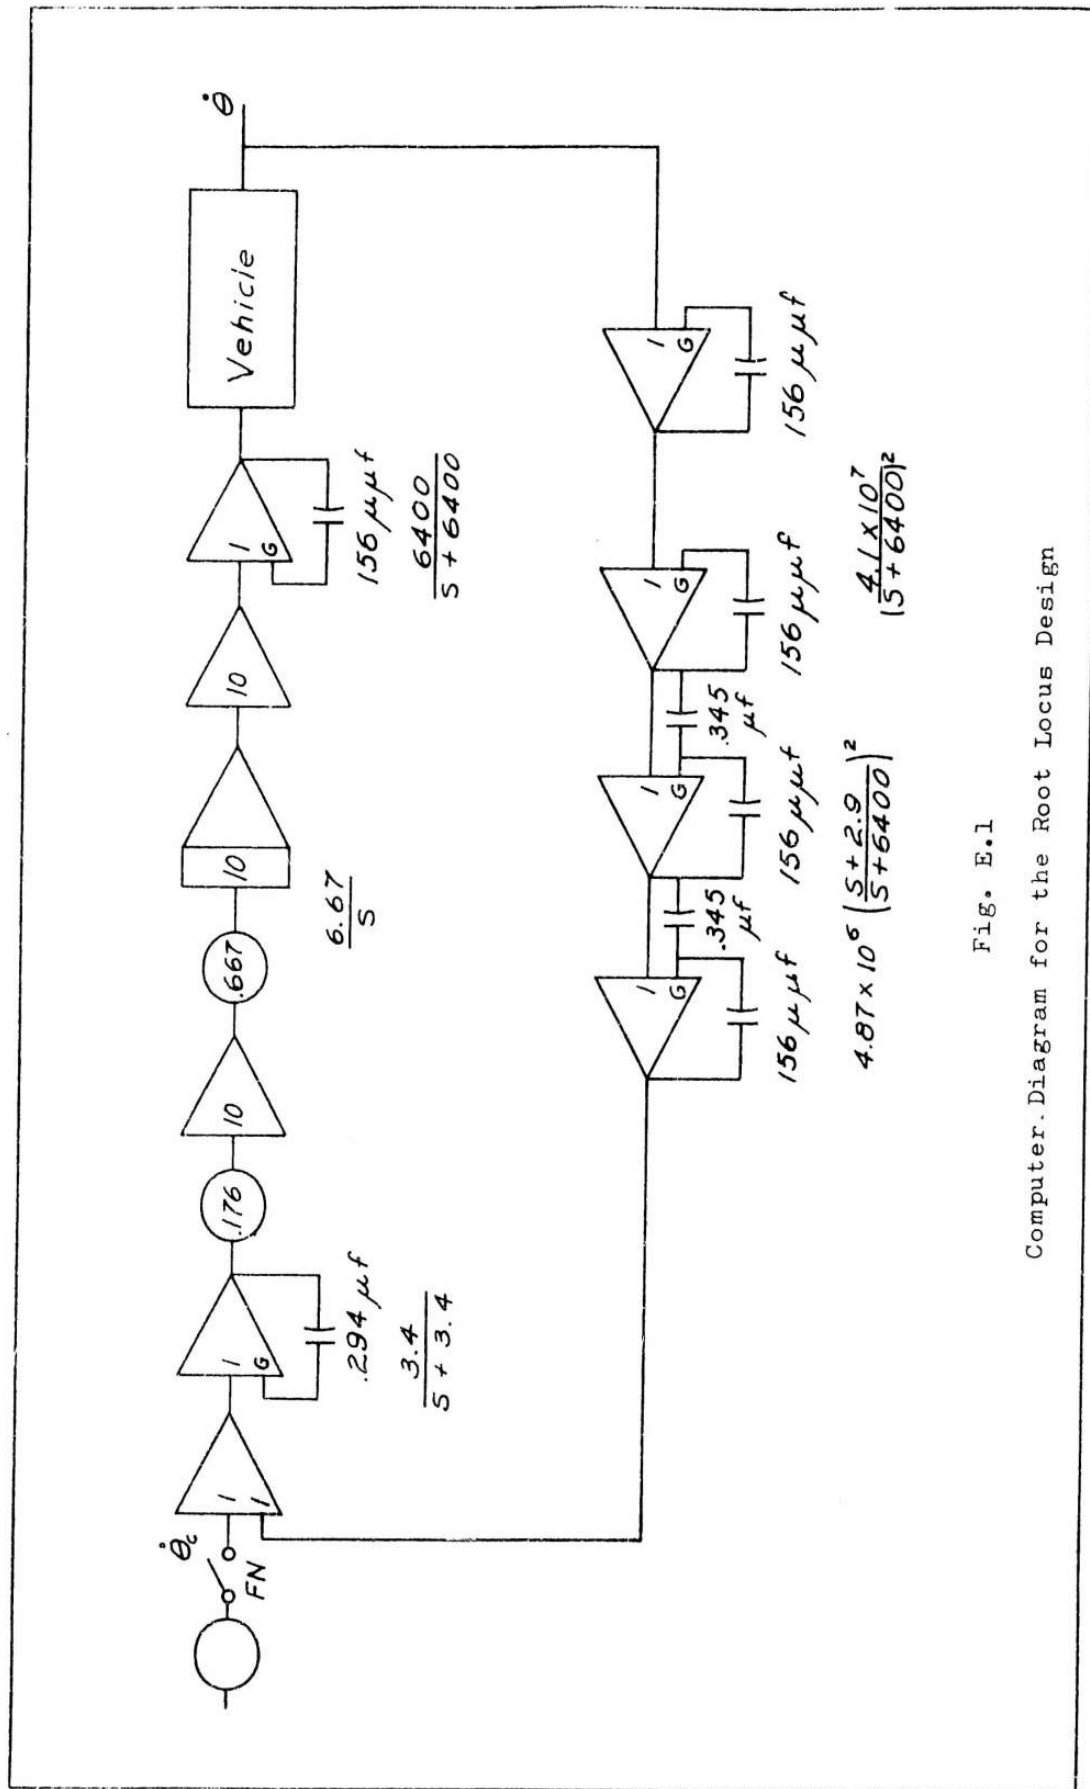 θ̇c
FN
1
1
1
G
.294 μf
3.4
S + 3.4
.176
10
.667
10
6.67
S
10
1
G
156 μμf
6400
S + 6400
Vehicle
θ̇
1
G
156 μμf
1
G
156 μμf
4.1 × 10⁷
(S + 6400)²
.345
μf
1
G
156 μμf
.345
μf
1
G
156 μμf
4.87 × 10⁶ (S + 2.9
S + 6400)²
Fig. E.1
Computer.Diagram for the Root Locus Design